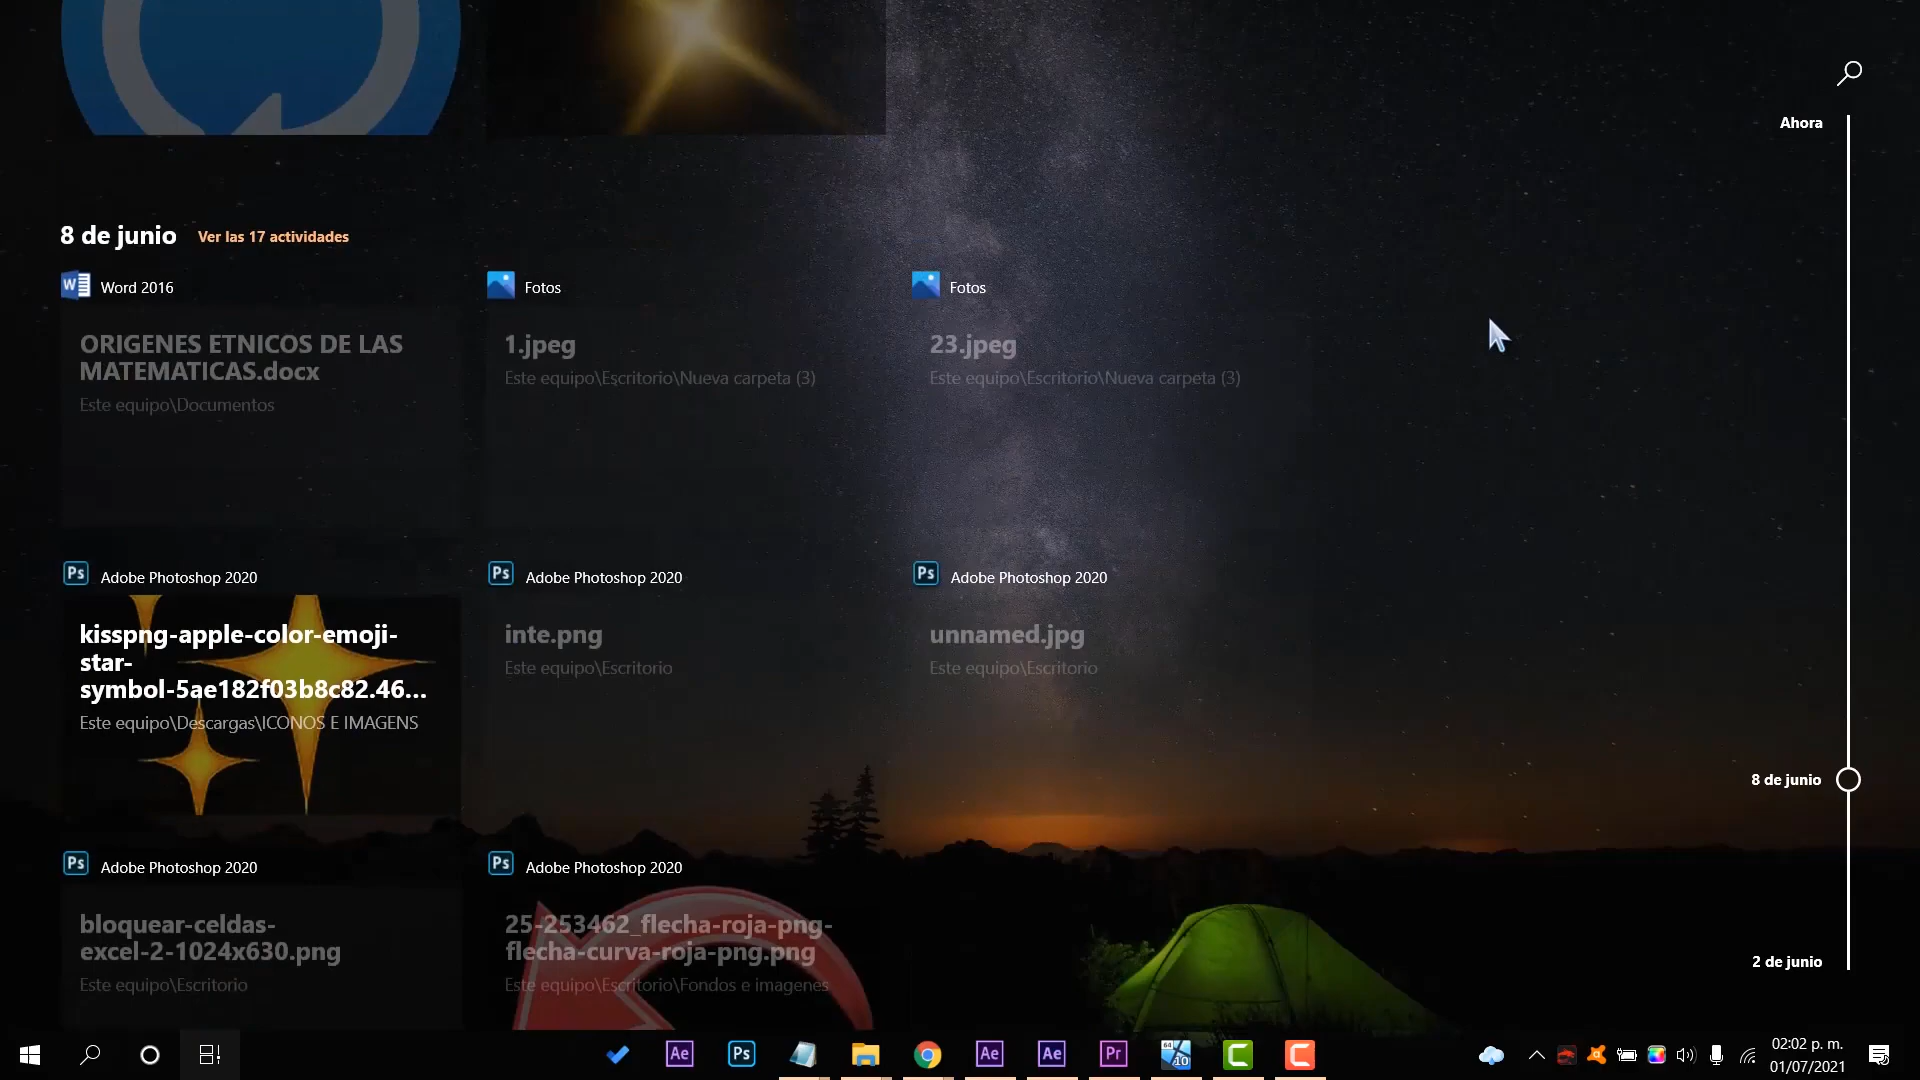 Ahora
8 de junio Ver las 17 actividades
Word 2016
ORIGENES ETNICOS DE LAS
MATEMATICAS.docx
Este equipo\Documentos
Fotos
1.jpeg
Este equipo\Escritorio\Nueva carpeta (3)
Fotos
23.jpeg
Este equipo\Escritorio\Nueva carpeta (3)
Adobe Photoshop 2020
kisspng-apple-color-emoji-
star-
symbol-5ae182f03b8c82.46...
Este equipo\Descargas\ICONOS E IMAGENS
Adobe Photoshop 2020
inte.png
Este equipo\Escritorio
Adobe Photoshop 2020
unnamed.jpg
Este equipo\Escritorio
8 de junio
Adobe Photoshop 2020
bloquear-celdas-
excel-2-1024x630.png
Este equipo\Escritorio
Adobe Photoshop 2020
25-253462_flecha-roja-png-
flecha-curva-roja-png.png
Este equipo\Escritorio\Fondos e imagenes
2 de junio
02:02 p. m.
01/07/2021